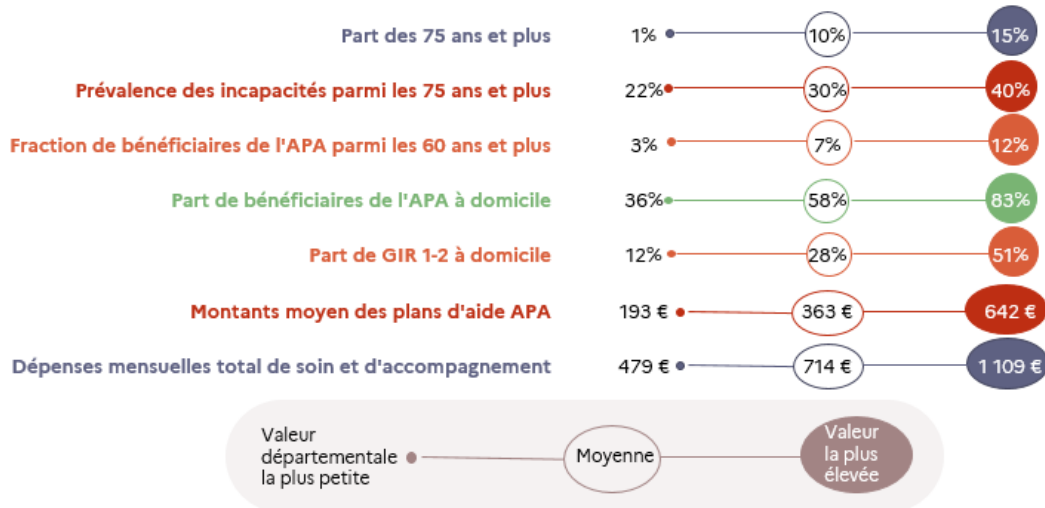 Part des 75 ans et plus 1% 10% 15%
Prévalence des incapacités parmi les 75 ans et plus 22% 30% 40%
Fraction de bénéficiaires de l'APA parmi les 60 ans et plus 3% 7% 12%
Part de bénéficiaires de l'APA à domicile 36% 58% 83%
Part de GIR 1-2 à domicile 12% 28% 51%
Montants moyen des plans d'aide APA 193 € 363 € 642 €
Dépenses mensuelles total de soin et d'accompagnement 479 € 714 € 1 109 €
Valeur
départementale
la plus petite
Moyenne
Valeur
la plus
élevée